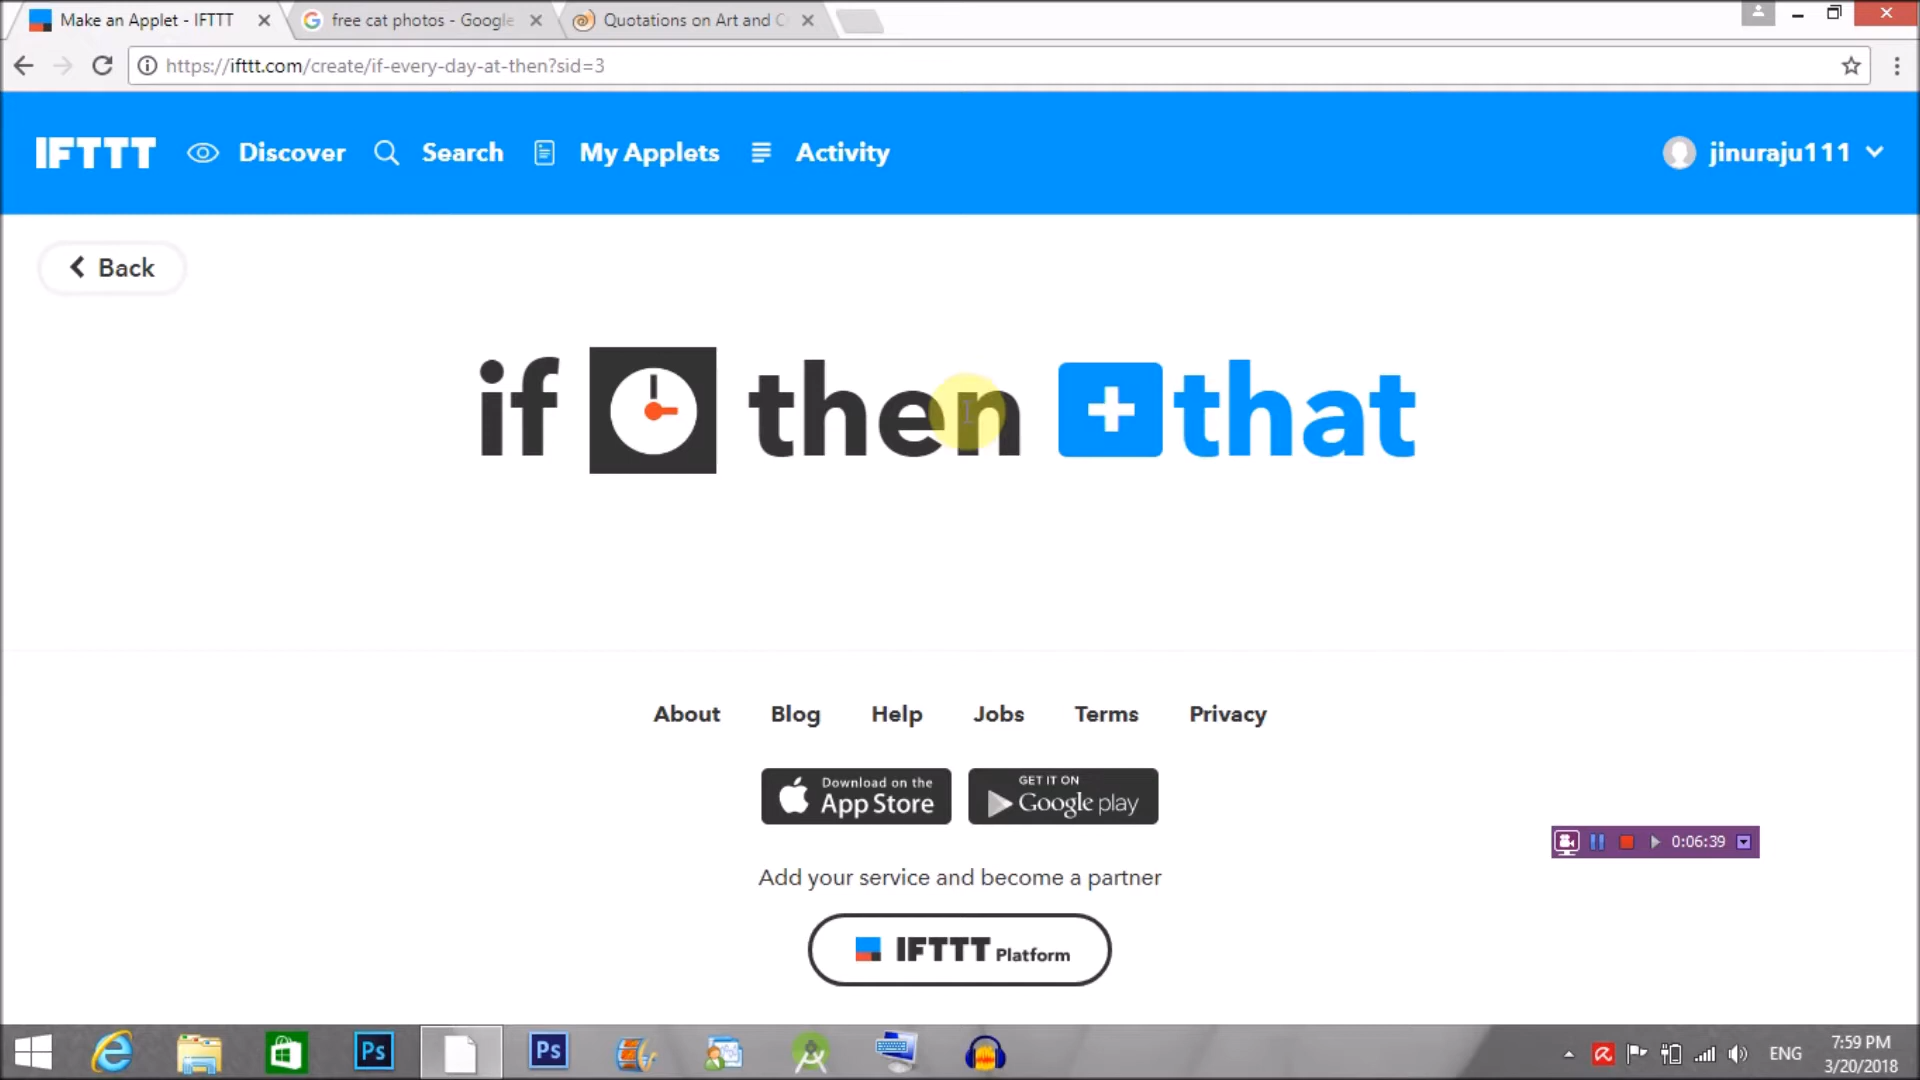 Make an Applet - IFTTT
free cat photos - Google
Quotations on Art and C
https://ifttt.com/create/if-every-day-at-then?sid=3
IFTTT Discover Search My Applets Activity jinuraju111
Back
if then that
About Blog Help Jobs Terms Privacy
Download on the
App Store
GET IT ON
Google play
0:06:39
Add your service and become a partner
IFTTT Platform
Ps
Ps
ENG
7:59 PM
3/20/2018